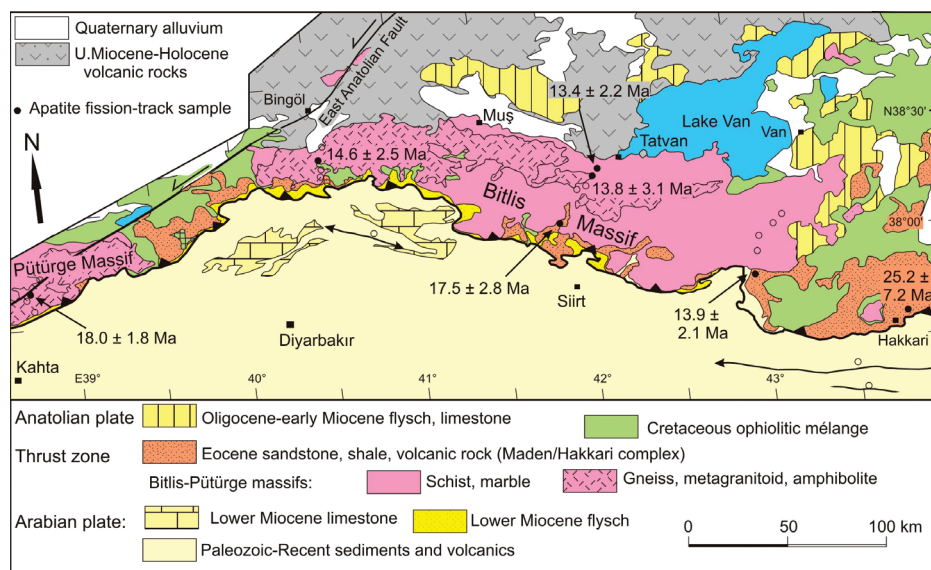 Quaternary alluvium
U.Miocene-Holocene
volcanic rocks
Apatite fission-track sample
N
Bingöl
East Anatolian Fault
Muş
13.4 ± 2.2 Ma
Tatvan
Lake Van
Van
N38°30'
14.6 ± 2.5 Ma
13.8 ± 3.1 Ma
Bitlis
Massif
38°00'
Pütürge Massif
17.5 ± 2.8 Ma
Siirt
13.9 ±
2.1 Ma
25.2 ±
7.2 Ma
Hakkari
18.0 ± 1.8 Ma
Diyarbakır
Kahta
E39°
40°
41°
42°
43°
Anatolian plate
Oligocene-early Miocene flysch, limestone
Cretaceous ophiolitic mélange
Thrust zone
Eocene sandstone, shale, volcanic rock (Maden/Hakkari complex)
Bitlis-Pütürge massifs:
Schist, marble
Gneiss, metagranitoid, amphibolite
Arabian plate:
Lower Miocene limestone
Lower Miocene flysch
Paleozoic-Recent sediments and volcanics
0
50
100 km